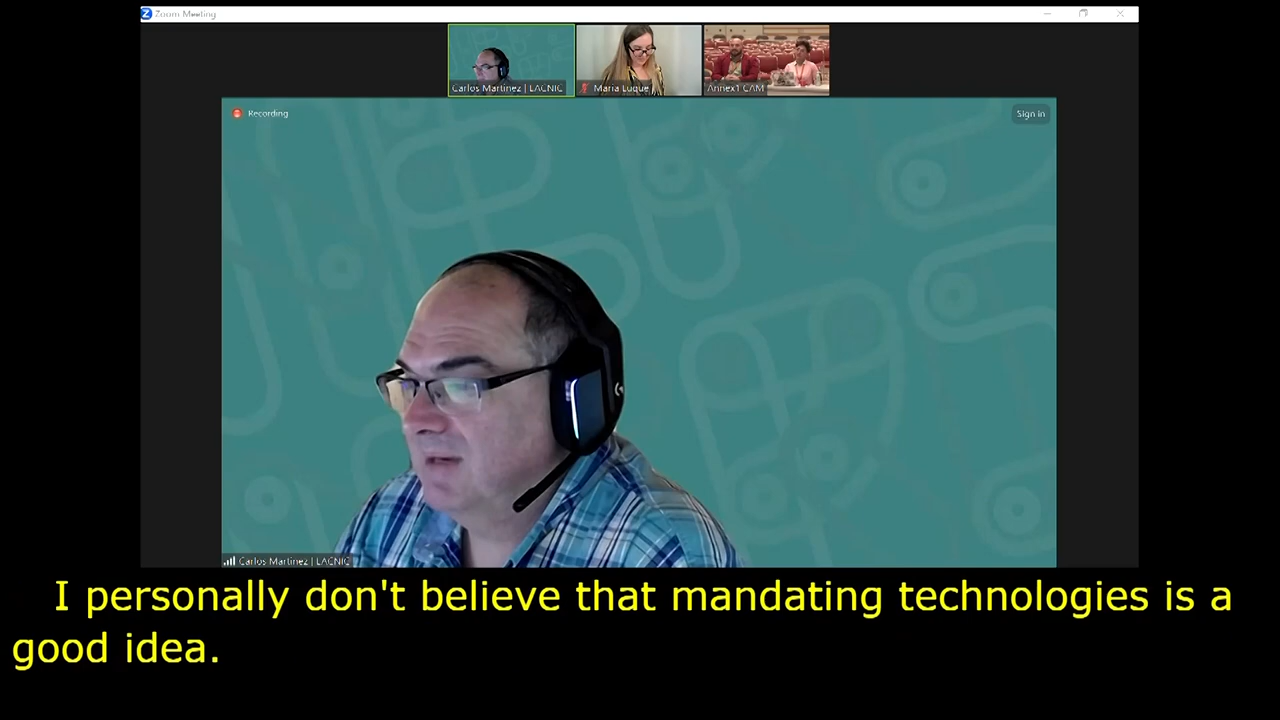 Zoom Meeting
Carlos Martinez | LACNIC
Maria Luque
Annex1 CAM
Recording
Sign in
Carlos Martinez | LACNIC
I personally don't believe that mandating technologies is a
good idea.